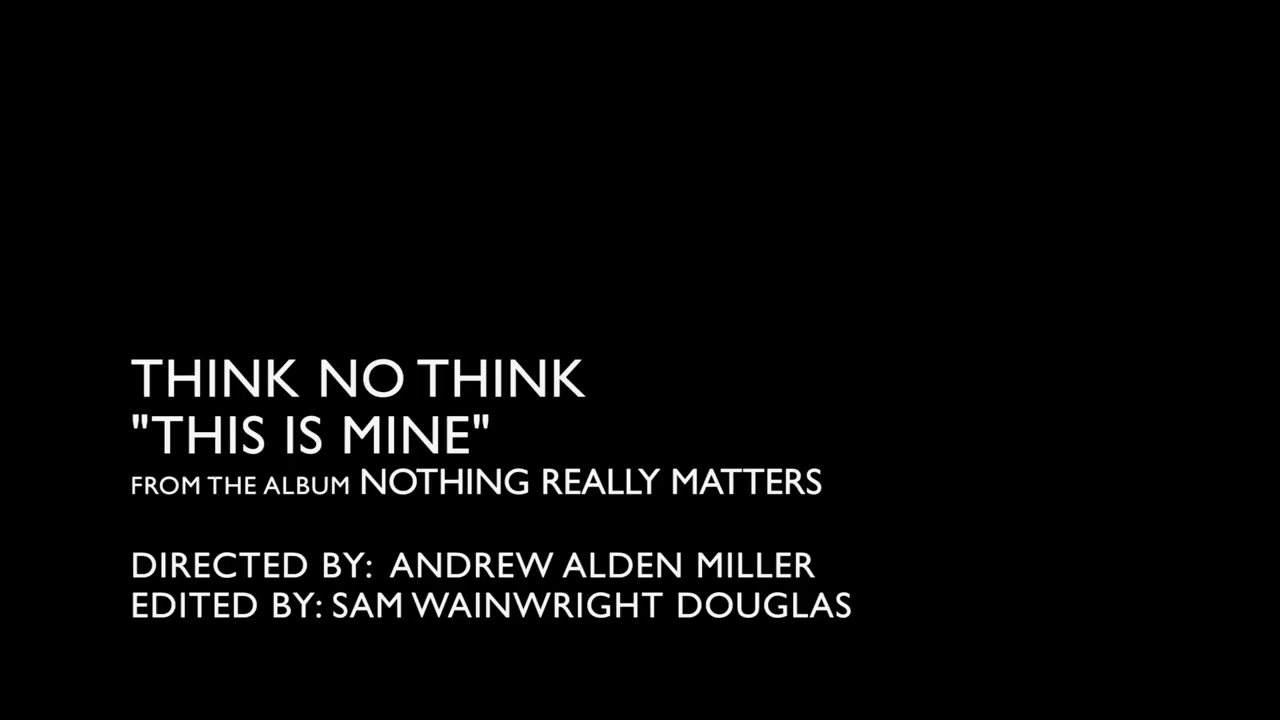 THINK NO THINK
"THIS IS MINE"
FROM THE ALBUM NOTHING REALLY MATTERS
DIRECTED BY: ANDREW ALDEN MILLER
EDITED BY: SAM WAINWRIGHT DOUGLAS